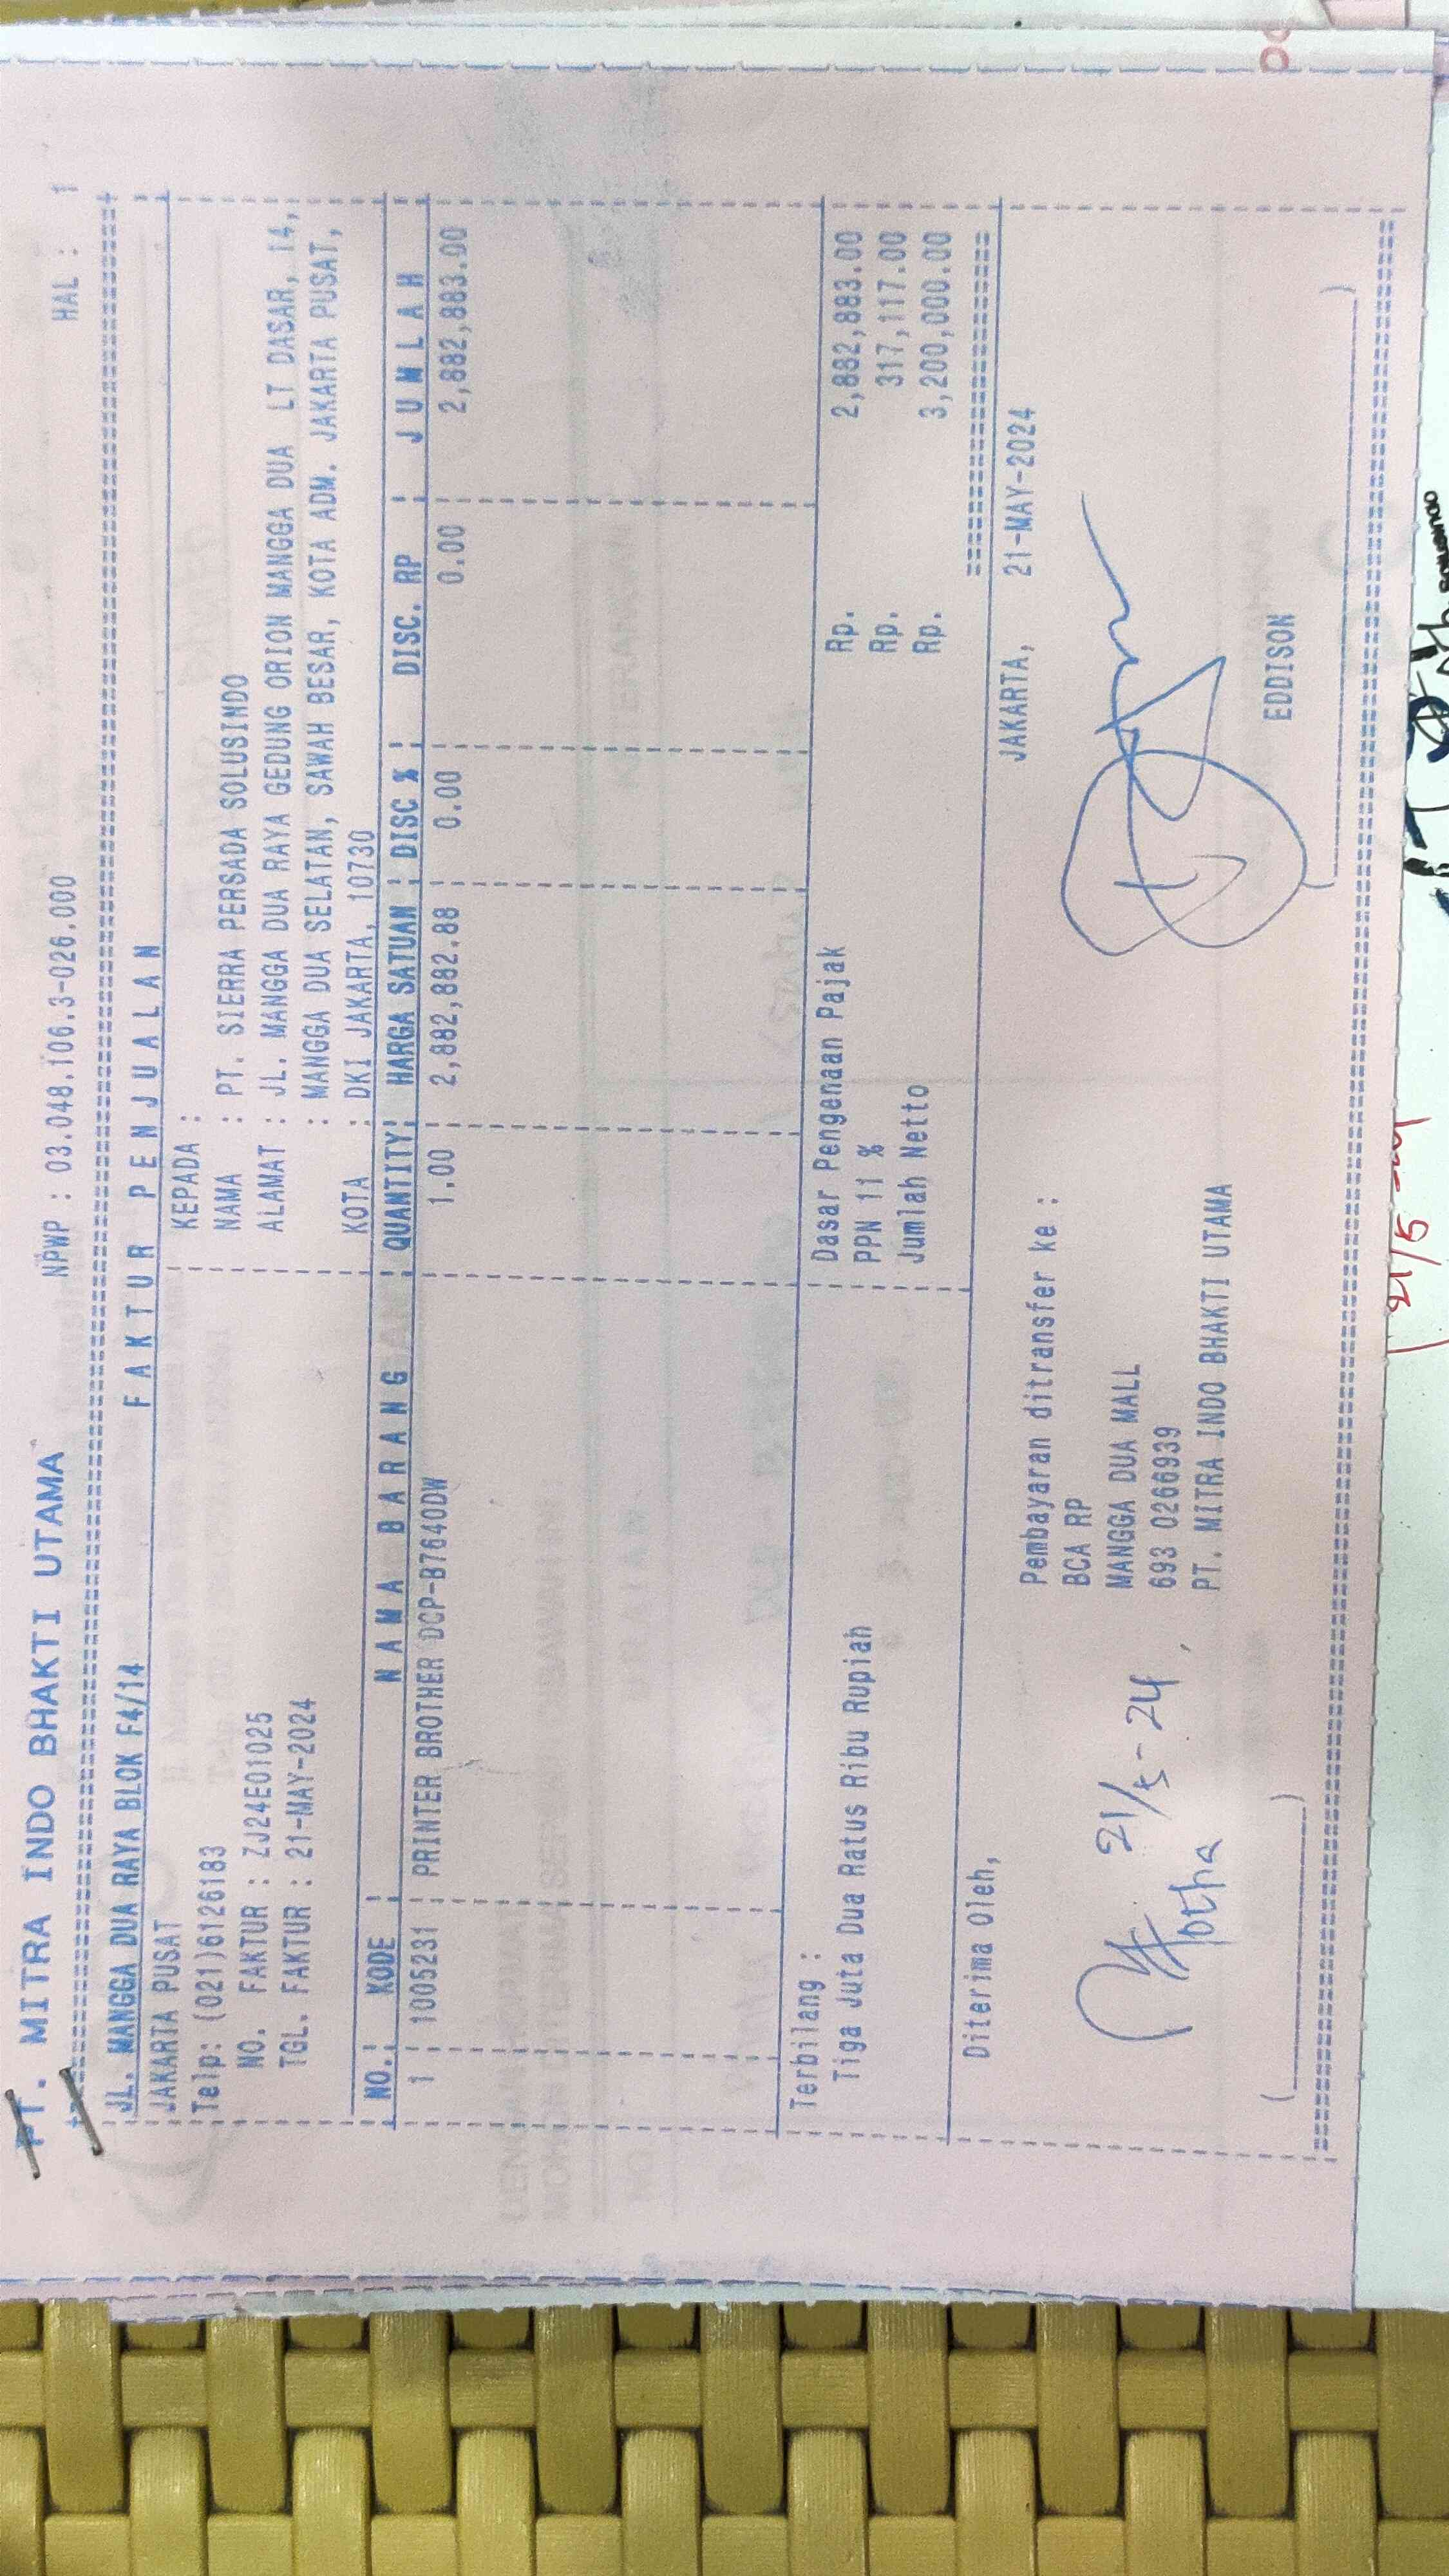 PT. MITRA INDO BHAKTI UTAMA NPWP : 03.048.106.3-026.000 HAL : 1
JL. MANGGA DUA RAYA BLOK F4/14 F A K T U R P E N J U A L A N
JAKARTA PUSAT
Telp: (021)6126183
NO. FAKTUR : ZJ24E01025
TGL. FAKTUR : 21-MAY-2024
KEPADA :
NAMA : PT. SIERRA PERSADA SOLUSINDO
ALAMAT : JL. MANGGA DUA RAYA GEDUNG ORION MANGGA DUA LT DASAR, 14,
: MANGGA DUA SELATAN, SAWAH BESAR, KOTA ADM. JAKARTA PUSAT,
KOTA : DKI JAKARTA, 10730
NO. KODE N A M A B A R A N G QUANTITY HARGA SATUAN DISC % DISC. RP J U M L A H
1 1005231 PRINTER BROTHER DCP-B7640DW 1.00 2,882,882.88 0.00 0.00 2,882,883.00
Terbilang :
Tiga Juta Dua Ratus Ribu Rupiah
Dasar Pengenaan Pajak Rp. 2,882,883.00
PPN 11 % Rp. 317,117.00
Jumlah Netto Rp. 3,200,000.00
Diterima Oleh,
21/5-24
Pembayaran ditransfer ke :
BCA RP
MANGGA DUA MALL
693 0266939
PT. MITRA INDO BHAKTI UTAMA
JAKARTA, 21-MAY-2024
EDDISON
21/5-24